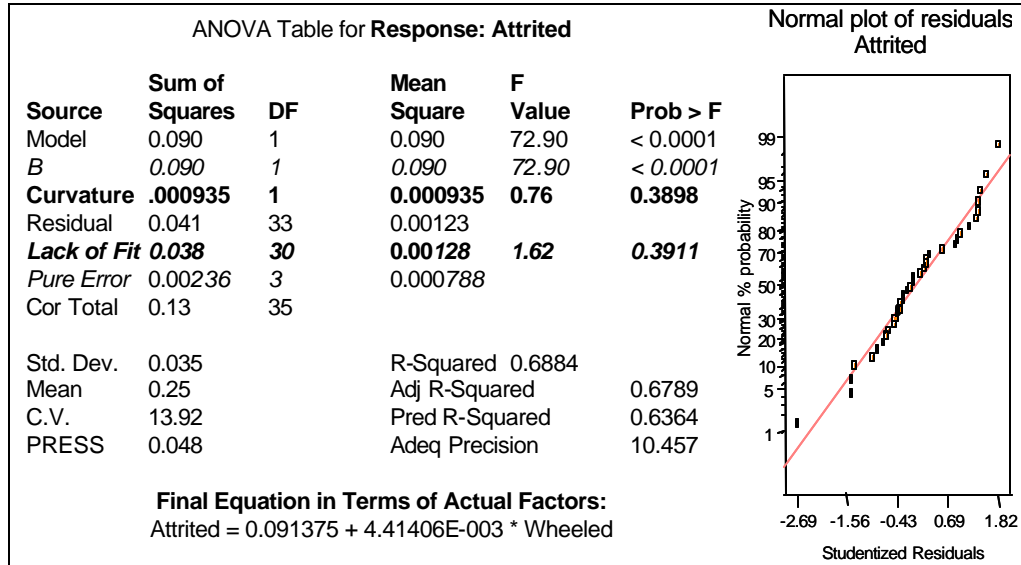 ANOVA Table for Response: Attrited
Sum of Mean F
Source Squares DF Square Value Prob > F
Model 0.090 1 0.090 72.90 < 0.0001
B 0.090 1 0.090 72.90 < 0.0001
Curvature .000935 1 0.000935 0.76 0.3898
Residual 0.041 33 0.00123
Lack of Fit 0.038 30 0.00128 1.62 0.3911
Pure Error 0.00236 3 0.000788
Cor Total 0.13 35
Std. Dev. 0.035 R-Squared 0.6884
Mean 0.25 Adj R-Squared 0.6789
C.V. 13.92 Pred R-Squared 0.6364
PRESS 0.048 Adeq Precision 10.457
Final Equation in Terms of Actual Factors:
Attrited = 0.091375 + 4.41406E-003 * Wheeled
Normal plot of residuals
Attrited
Normal % probability
99
95
90
80
70
50
30
20
10
5
1
-2.69 -1.56 -0.43 0.69 1.82
Studentized Residuals